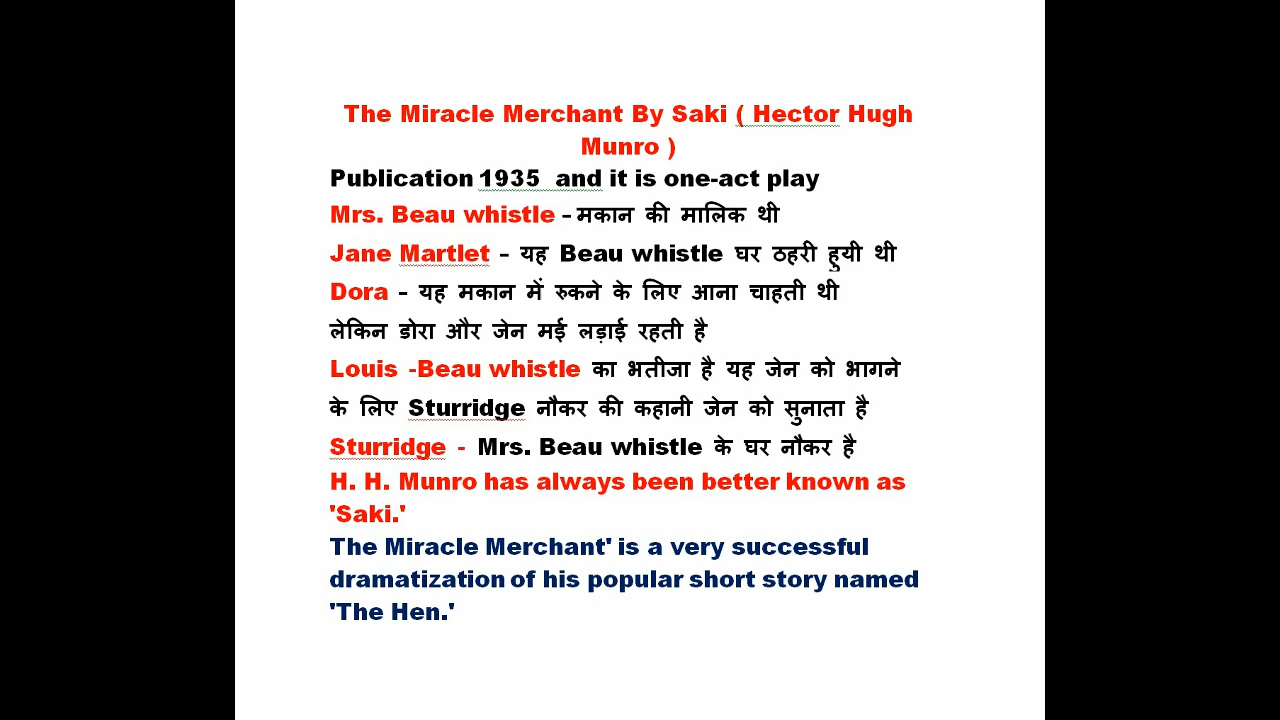 The Miracle Merchant By Saki ( Hector Hugh
Munro )
Publication 1935 and it is one-act play
Mrs. Beau whistle – मकान की मालिक थी
Jane Martlet – यह Beau whistle घर ठहरी हुयी थी
Dora – यह मकान में रुकने के लिए आना चाहती थी
लेकिन डोरा और जेन मई लड़ाई रहती है
Louis -Beau whistle का भतीजा है यह जेन को भागने
के लिए Sturridge नौकर की कहानी जेन को सुनाता है
Sturridge - Mrs. Beau whistle के घर नौकर है
H. H. Munro has always been better known as
'Saki.'
The Miracle Merchant' is a very successful
dramatization of his popular short story named
'The Hen.'